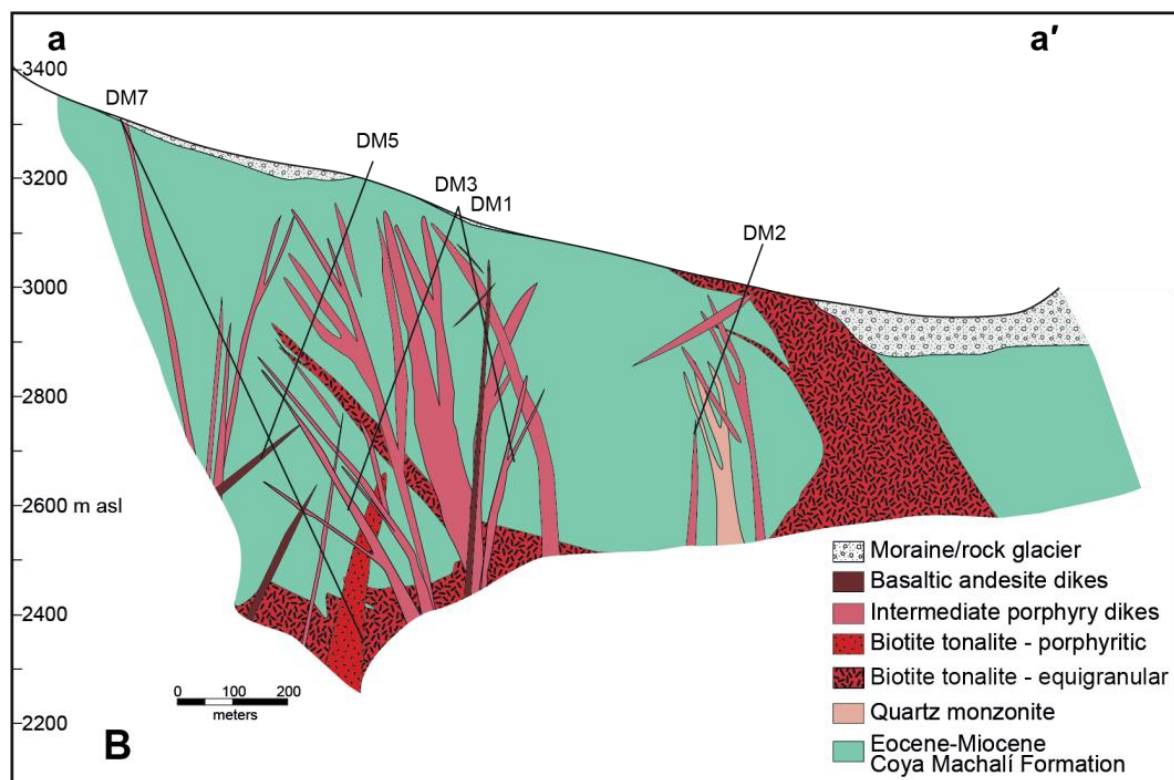 a
a′
3400
DM7
DM5
3200
DM3
DM1
DM2
3000
2800
2600 m asl
2400
2200
0 100 200
meters
B
Moraine/rock glacier
Basaltic andesite dikes
Intermediate porphyry dikes
Biotite tonalite - porphyritic
Biotite tonalite - equigranular
Quartz monzonite
Eocene-Miocene
Coya Machalí Formation